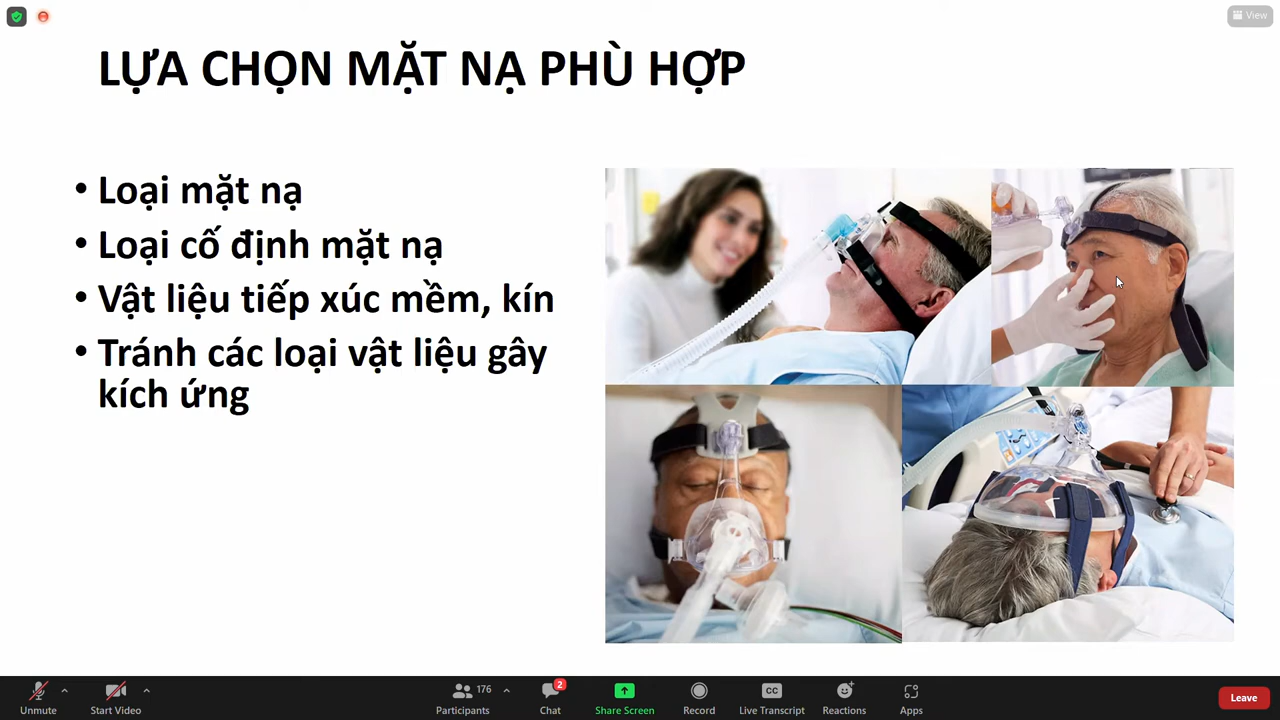 View
LỰA CHỌN MẶT NẠ PHÙ HỢP
• Loại mặt nạ
• Loại cố định mặt nạ
• Vật liệu tiếp xúc mềm, kín
• Tránh các loại vật liệu gây
kích ứng
Unmute
Start Video
176
Participants
2
Chat
Share Screen
Record
CC
Live Transcript
Reactions
Apps
Leave